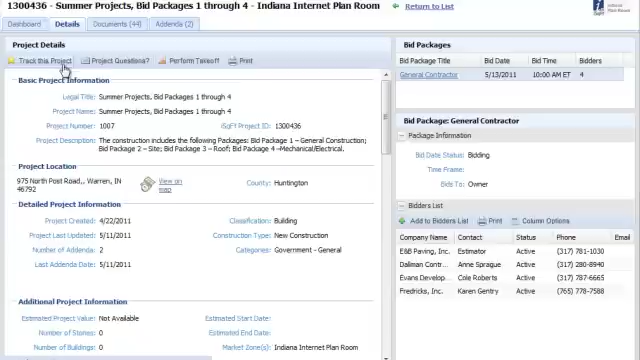 1300436 - Summer Projects, Bid Packages 1 through 4 - Indiana Internet Plan Room
Return to List
iSqFt
Dashboard Details Documents (44) Addenda (2)
Project Details
Track this Project Project Questions? Perform Takeoff Print
Basic Project Information
Legal Title: Summer Projects, Bid Packages 1 through 4
Project Name: Summer Projects, Bid Packages 1 through 4
Project Number: 1007 iSqFt Project ID: 1300436
Project Description: The construction includes the following Packages: Bid Package 1 – General Construction;
Bid Package 2 – Site; Bid Package 3 – Roof; Bid Package 4 –Mechanical/Electrical.
Project Location
975 North Post Road,, Warren, IN
46792
View on
map
County: Huntington
Detailed Project Information
Project Created: 4/22/2011 Classification: Building
Project Last Updated: 5/11/2011 Construction Type: New Construction
Number of Addenda: 2 Categories: Government - General
Last Addenda Date: 5/11/2011
Additional Project Information
Estimated Project Value: Not Available Estimated Start Date:
Number of Stories: 0 Estimated End Date:
Number of Buildings: 0 Market Zone(s): Indiana Internet Plan Room
Bid Packages
Bid Package Title Bid Date Bid Time Bidders
General Contractor 5/13/2011 10:00 AM ET 4
Bid Package: General Contractor
Package Information
Bid Date Status: Bidding
Time Frame:
Bids To: Owner
Bidders List
Add to Bidders List Print Column Options
Company Name Contact Status Phone Email
E&B Paving, Inc. Estimator Active (317) 781-1030
Daliman Contr... Anne Sprague Active (317) 280-8940
Evans Develop... Cole Roberts Active (317) 787-6665
Fredricks, Inc. Karen Gentry Active (765) 778-7588